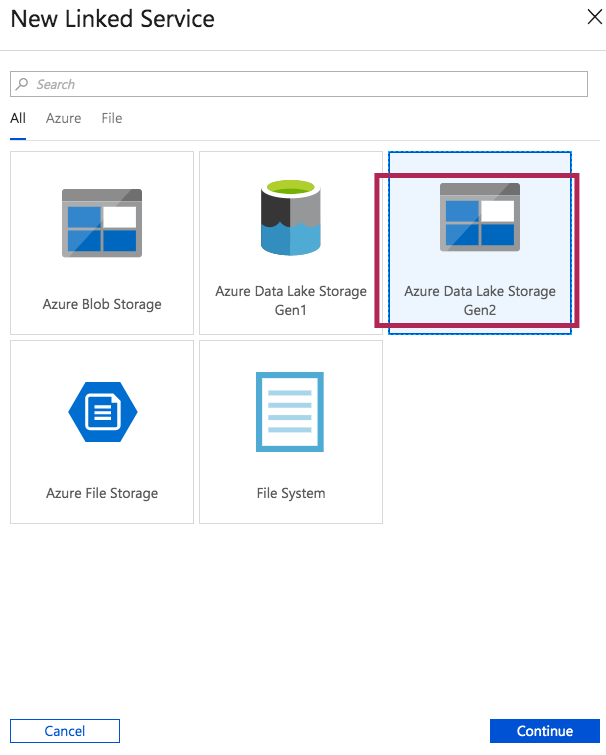 New Linked Service
Search
All
Azure
File
Azure Blob Storage
Azure Data Lake Storage
Gen1
Azure Data Lake Storage
Gen2
Azure File Storage
File System
Cancel
Continue